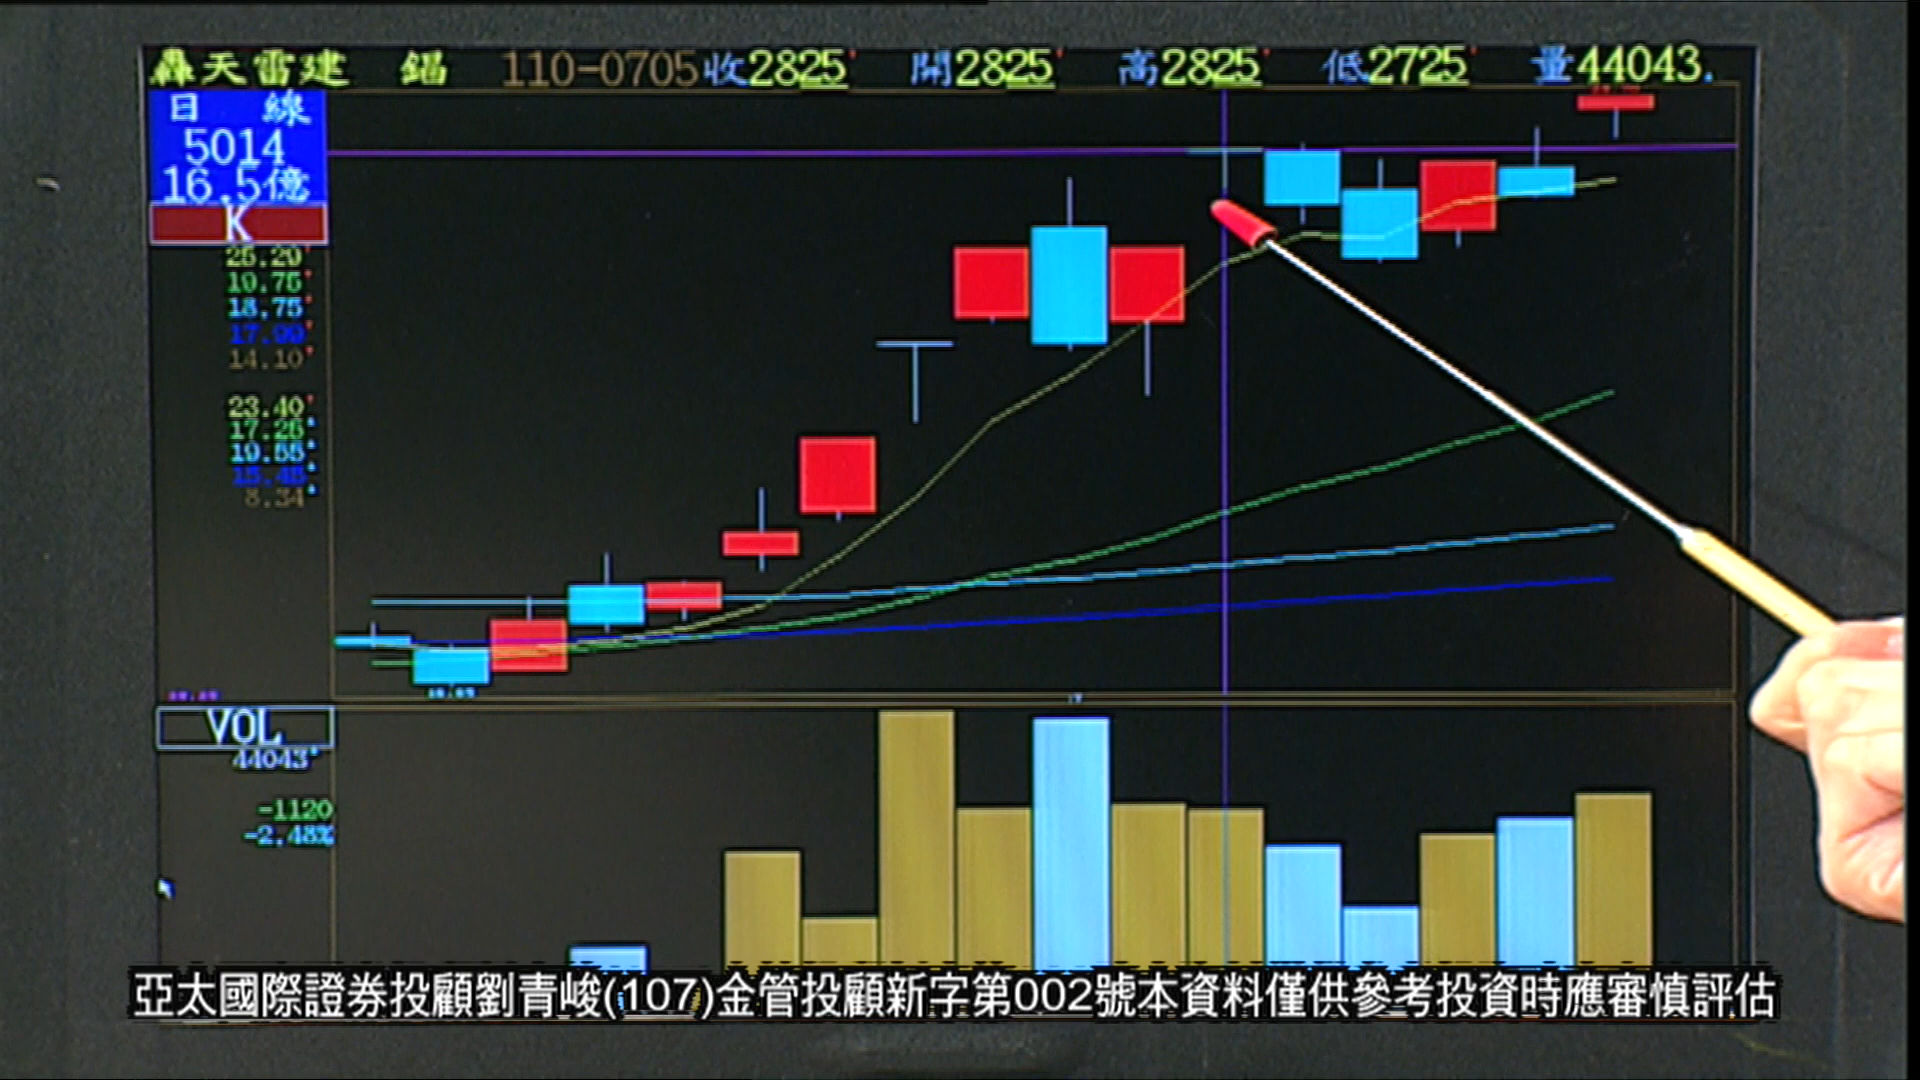 轟天雷建 錩 110-0705 收2825 開2825 高2825 低2725 量44043.
日 線
5014
16.5億
K
25.20
19.75
18.75
17.99
14.10
23.40
17.25
19.55
15.45
8.34
VOL
44043
-1120
-2.48%
亞太國際證券投顧劉青峻(107)金管投顧新字第002號本資料僅供參考投資時應審慎評估